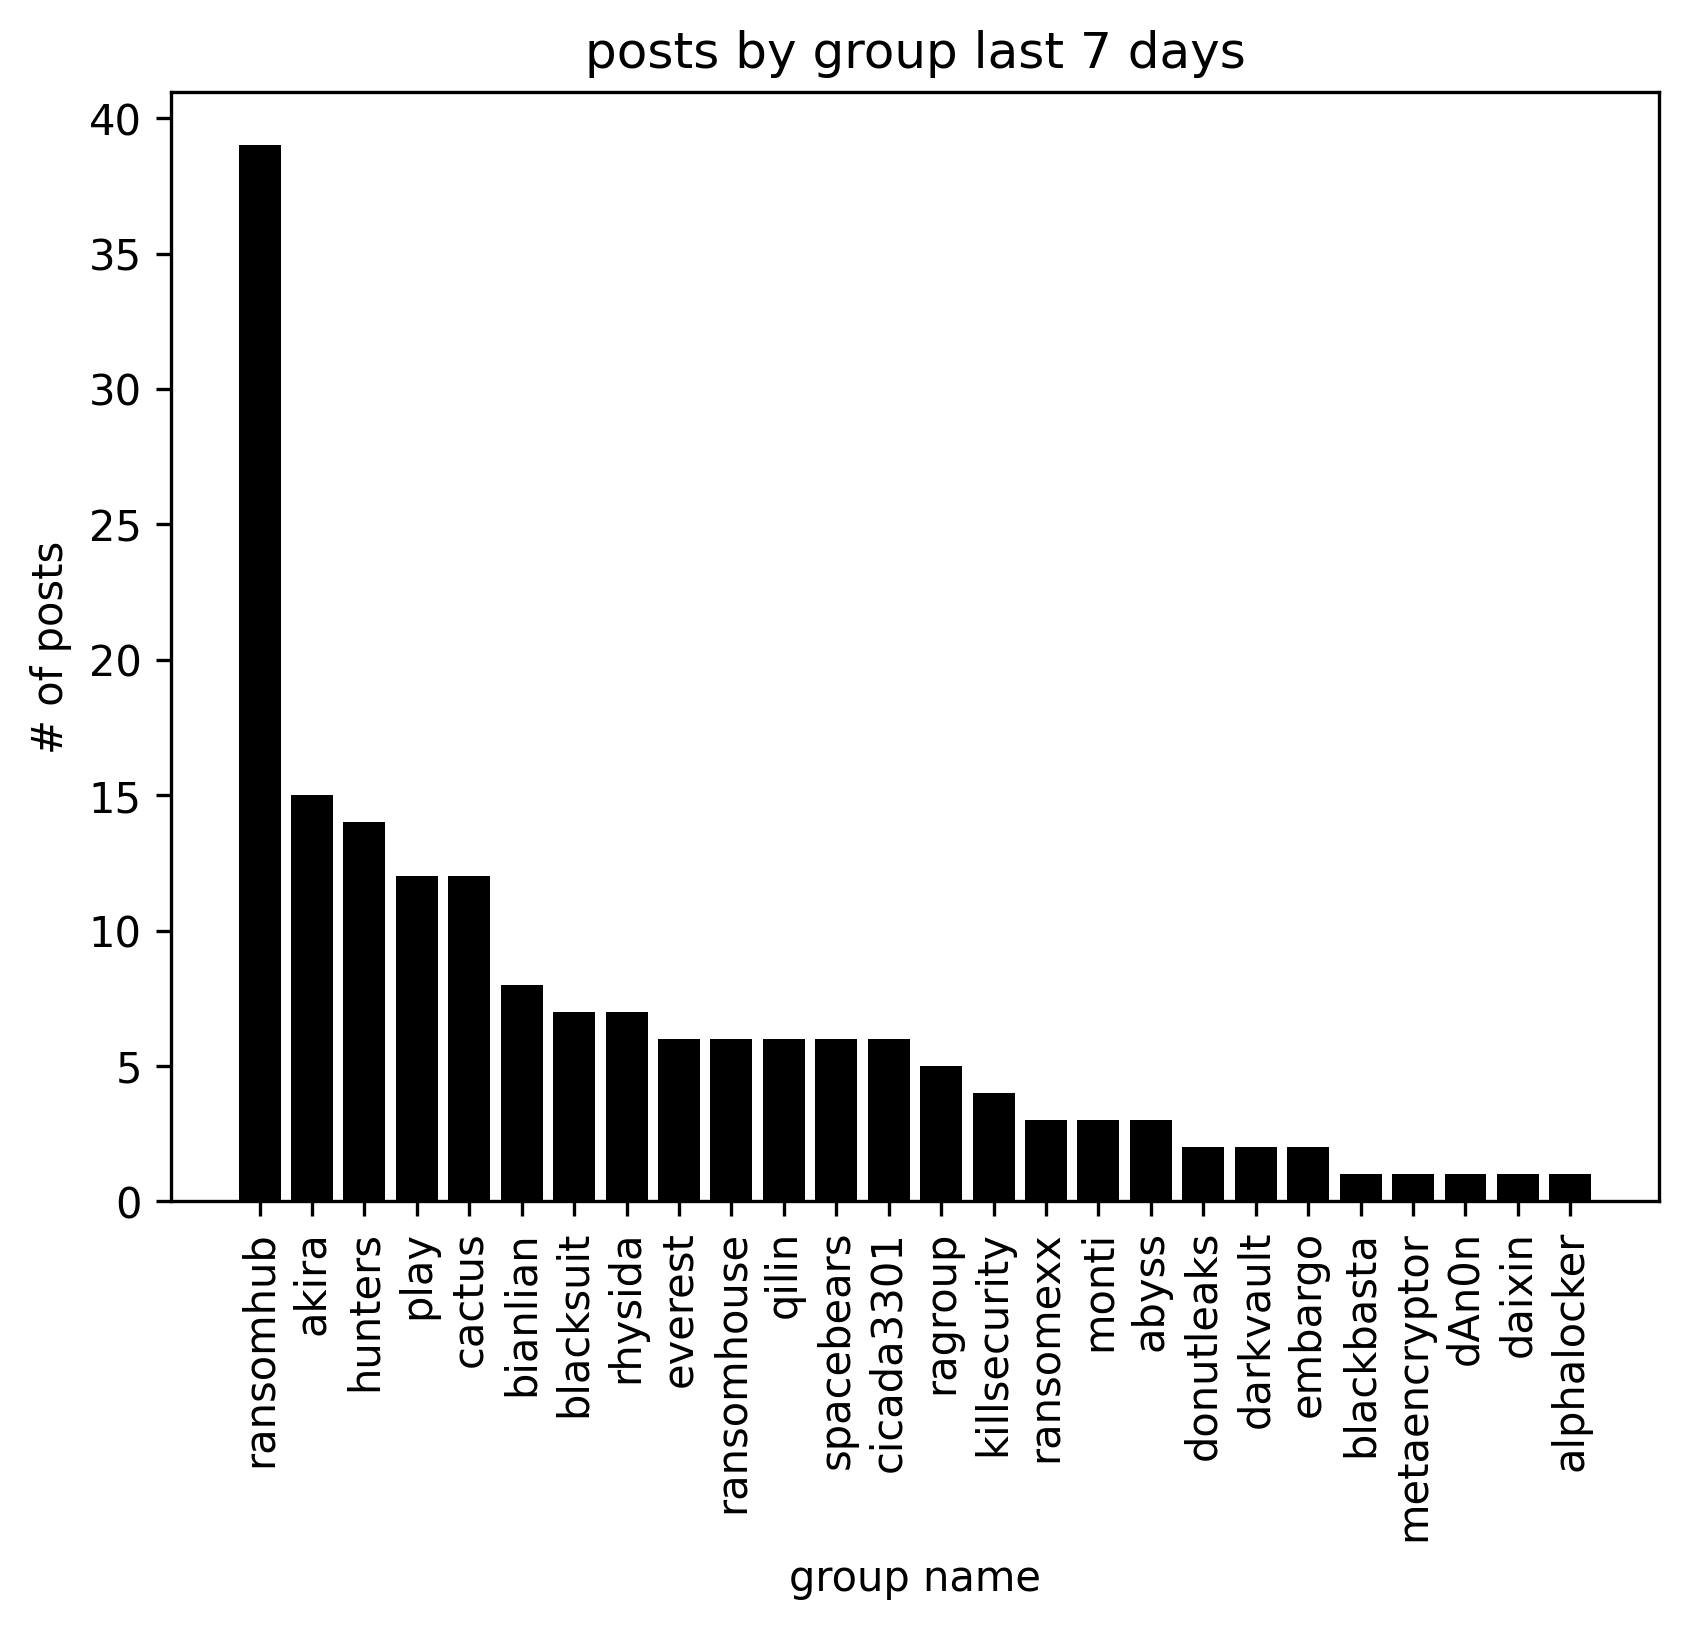 posts by group last 7 days
# of posts
40
35
30
25
20
15
10
5
0
ransomhub
akira
hunters
play
cactus
bianlian
blacksuit
rhysida
everest
ransomhouse
qilin
spacebears
cicada3301
ragroup
killsecurity
ransomexx
monti
abyss
donutleaks
darkvault
embargo
blackbasta
metaencryptor
dAn0n
daixin
alphalocker
group name